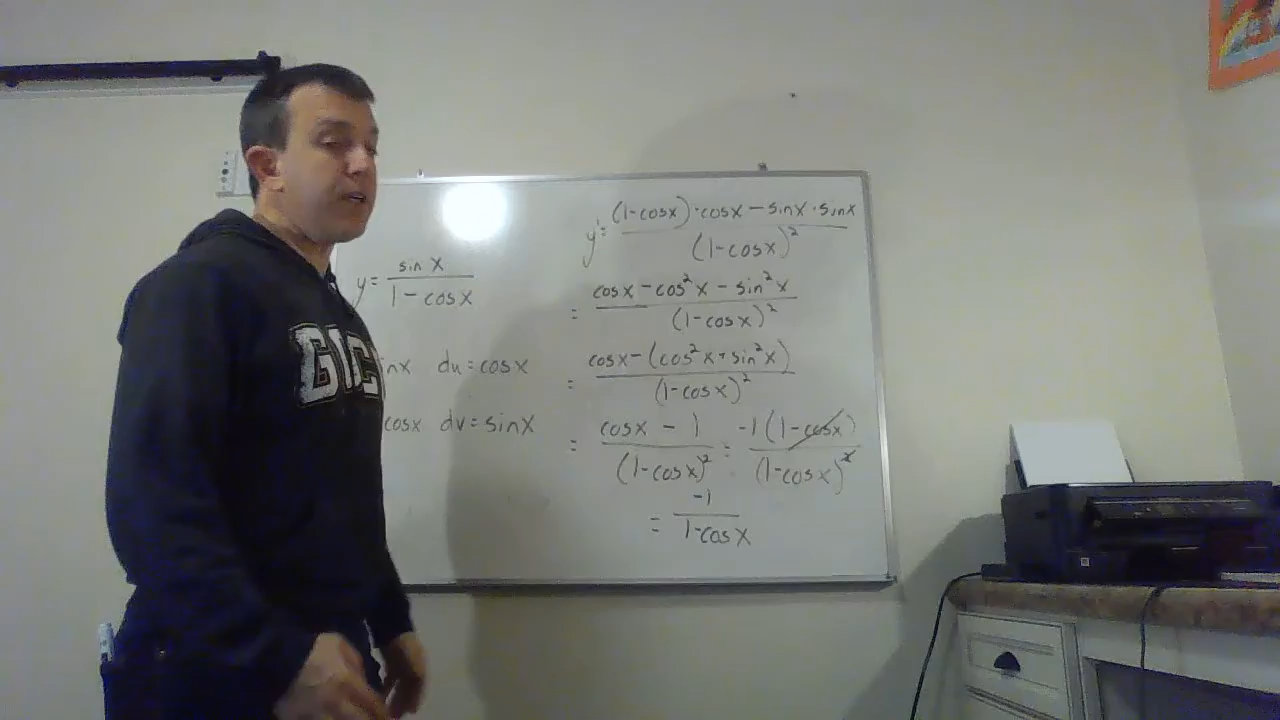 y = sin x / 1 - cosx
inx du = cosx
cosx dv = sinx
y' = (1-cosx)·cosx - sinx·sinx / (1-cosx)²
= cosx - cos²x - sin²x / (1-cosx)²
= cosx - (cos²x + sin²x) / (1-cosx)²
= cosx - 1 / (1-cosx)² = -1(1-cosx) / (1-cosx)²
= -1 / 1-cosx